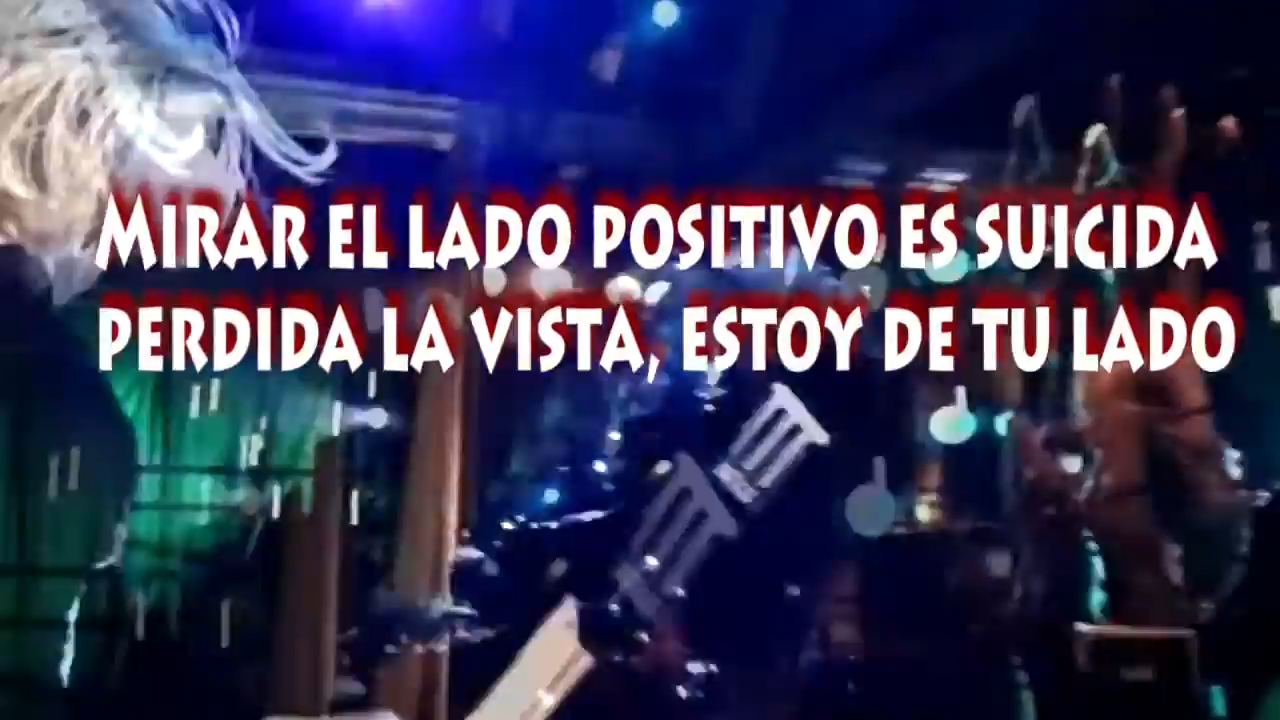 Mirar el lado positivo es suicida
perdida la vista, estoy de tu lado